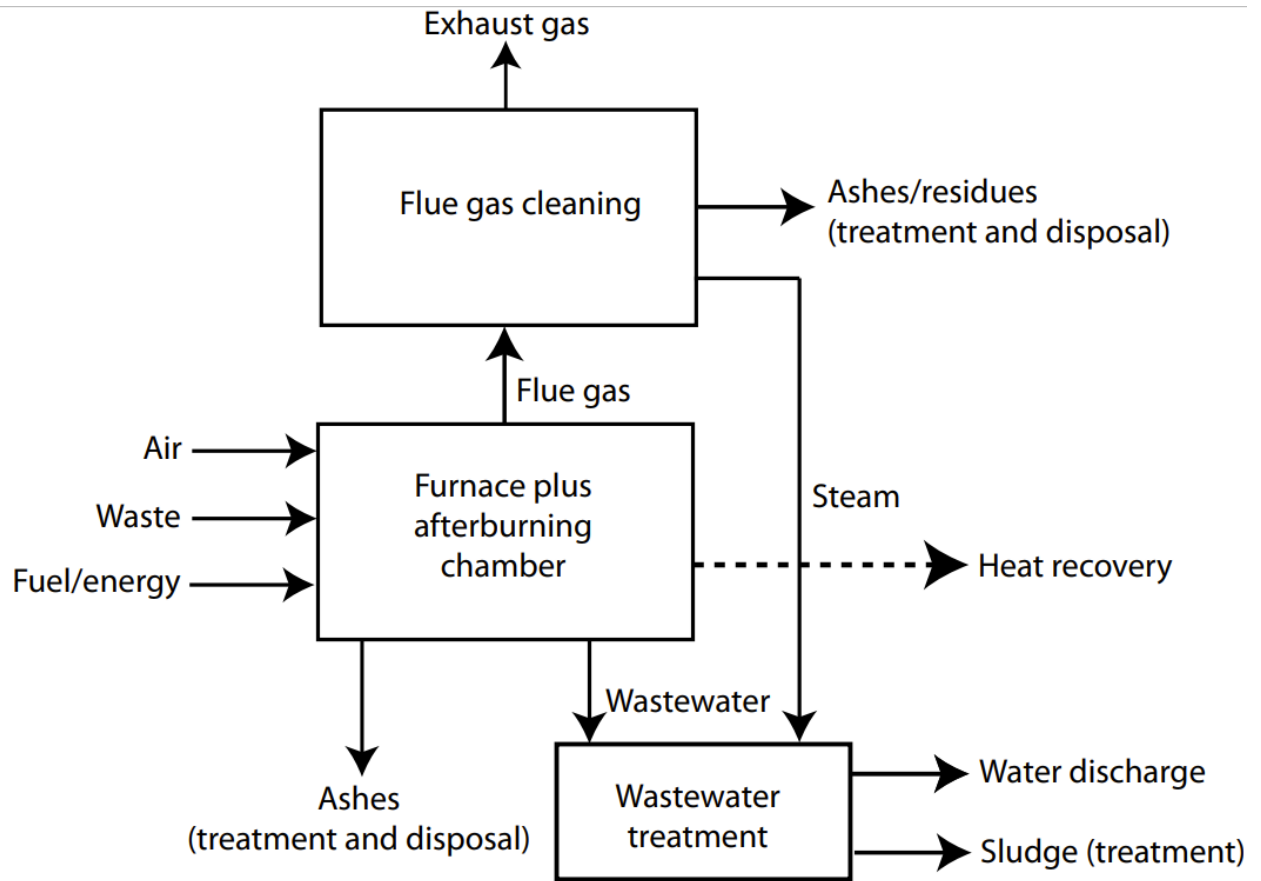 Exhaust gas
Flue gas cleaning
Ashes/residues
(treatment and disposal)
Flue gas
Air
Waste
Fuel/energy
Furnace plus
afterburning
chamber
Steam
Heat recovery
Wastewater
Ashes
(treatment and disposal)
Wastewater
treatment
Water discharge
Sludge (treatment)